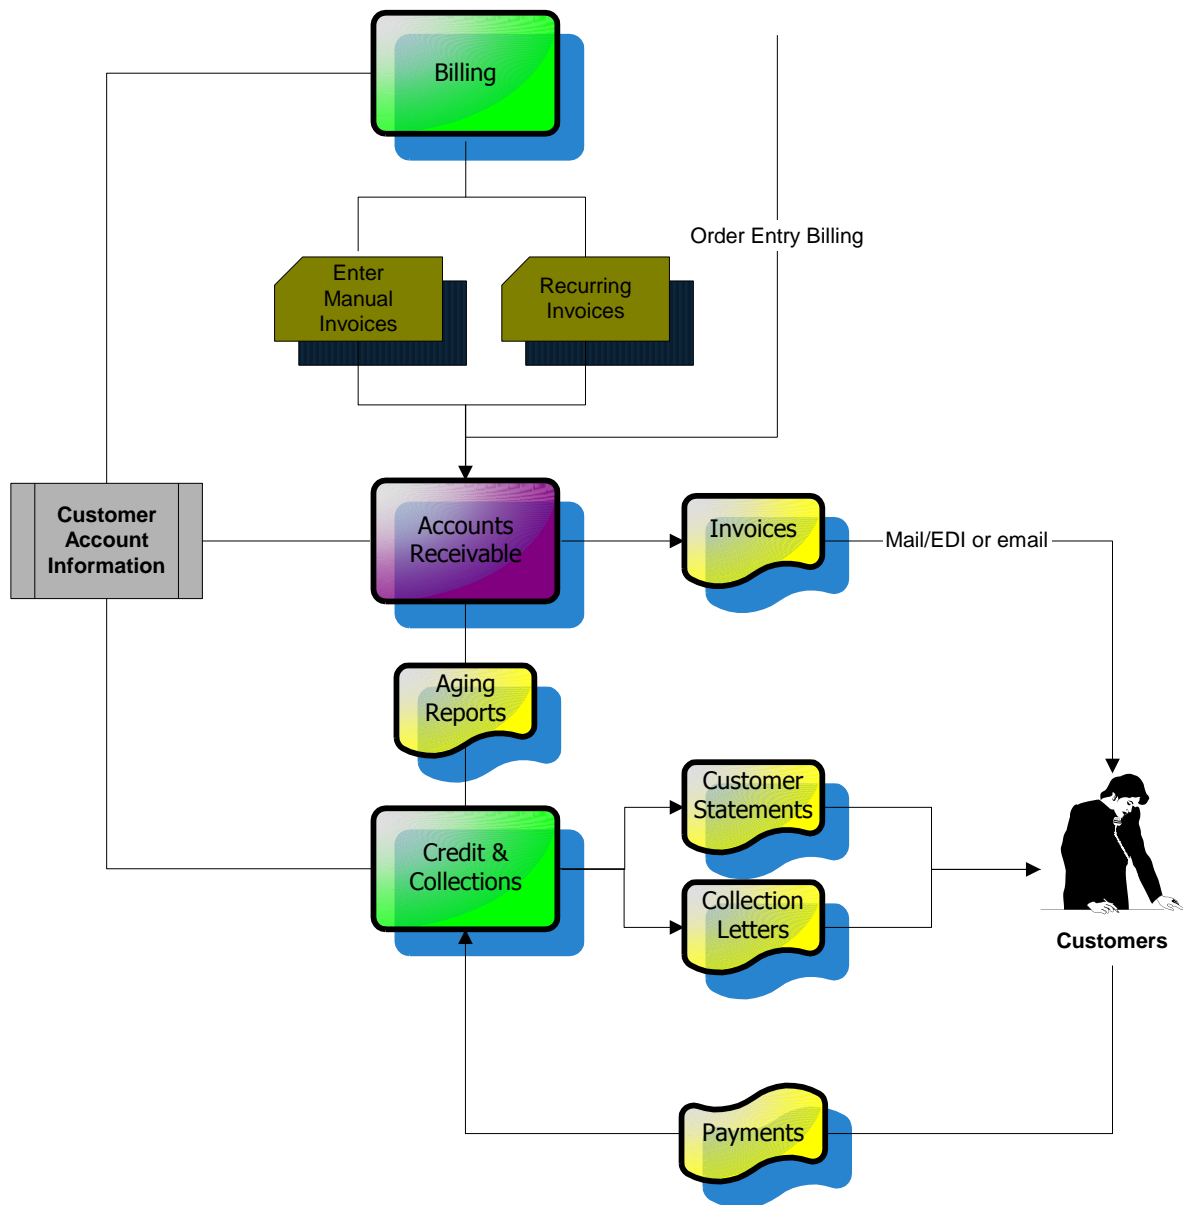 Billing
Order Entry Billing
Enter
Manual
Invoices
Recurring
Invoices
Customer
Account
Information
Accounts
Receivable
Invoices
Mail/EDI or email
Aging
Reports
Customer
Statements
Credit &
Collections
Collection
Letters
Customers
Payments